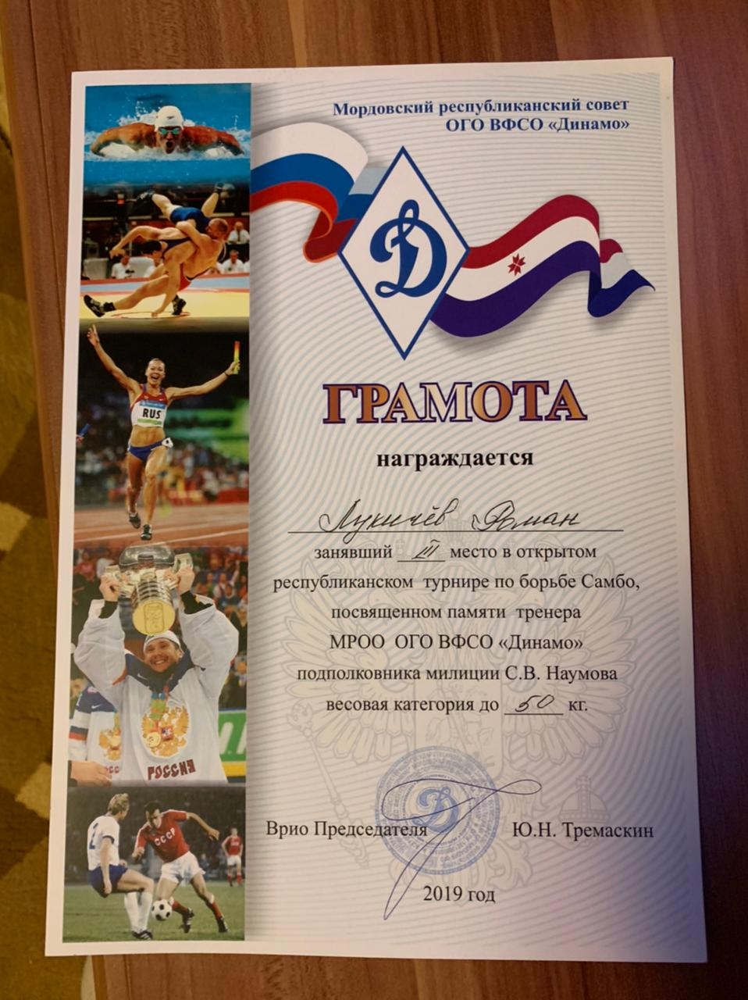 Мордовский республиканский совет
ОГО ВФСО «Динамо»
Д
ГРАМОТА
награждается
Лукичёв Роман
занявший III место в открытом
республиканском турнире по борьбе Самбо,
посвященном памяти тренера
МРОО ОГО ВФСО «Динамо»
подполковника милиции С.В. Наумова
весовая категория до 50 кг.
Врио Председателя Ю.Н. Тремаскин
2019 год
RUS
РОССИЯ
СССР
2